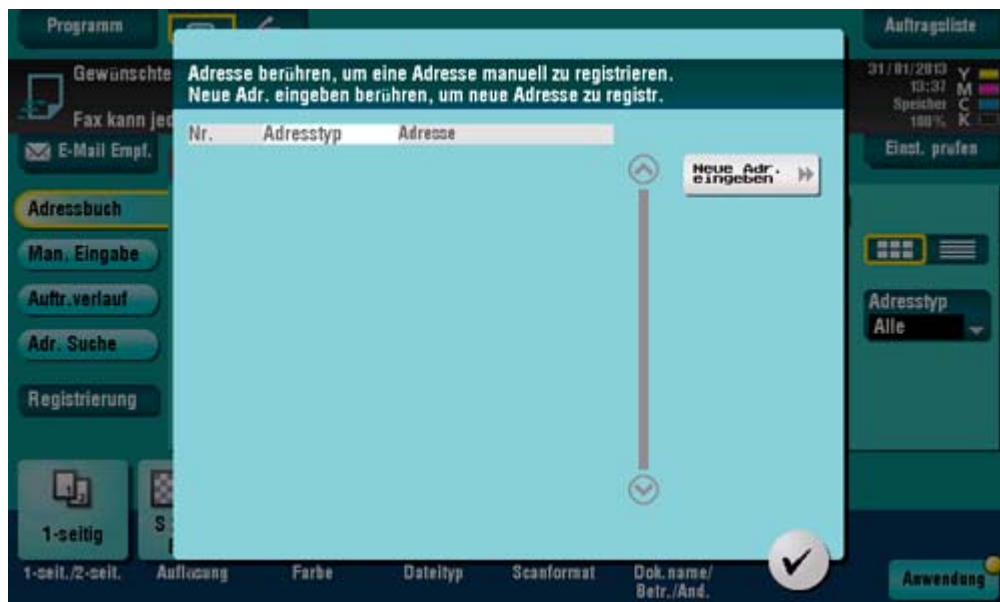 Programm
Auftragsliste
Gewünschte
Adresse berühren, um eine Adresse manuell zu registrieren.
Neue Adr. eingeben berühren, um neue Adresse zu registr.
31/01/2013
13:37
Speicher
100%
Y
M
C
K
Fax kann jed
Nr. Adresstyp Adresse
E-Mail Empf.
Neue Adr.
eingeben
Einst. prüfen
Adressbuch
Man. Eingabe
Auftr.verlauf
Adresstyp
Alle
Adr. Suche
Registrierung
1-seitig
S
1-seit./2-seit. Auflösung Farbe Dateityp Scanformat Dok.name/
Betr./And.
Anwendung